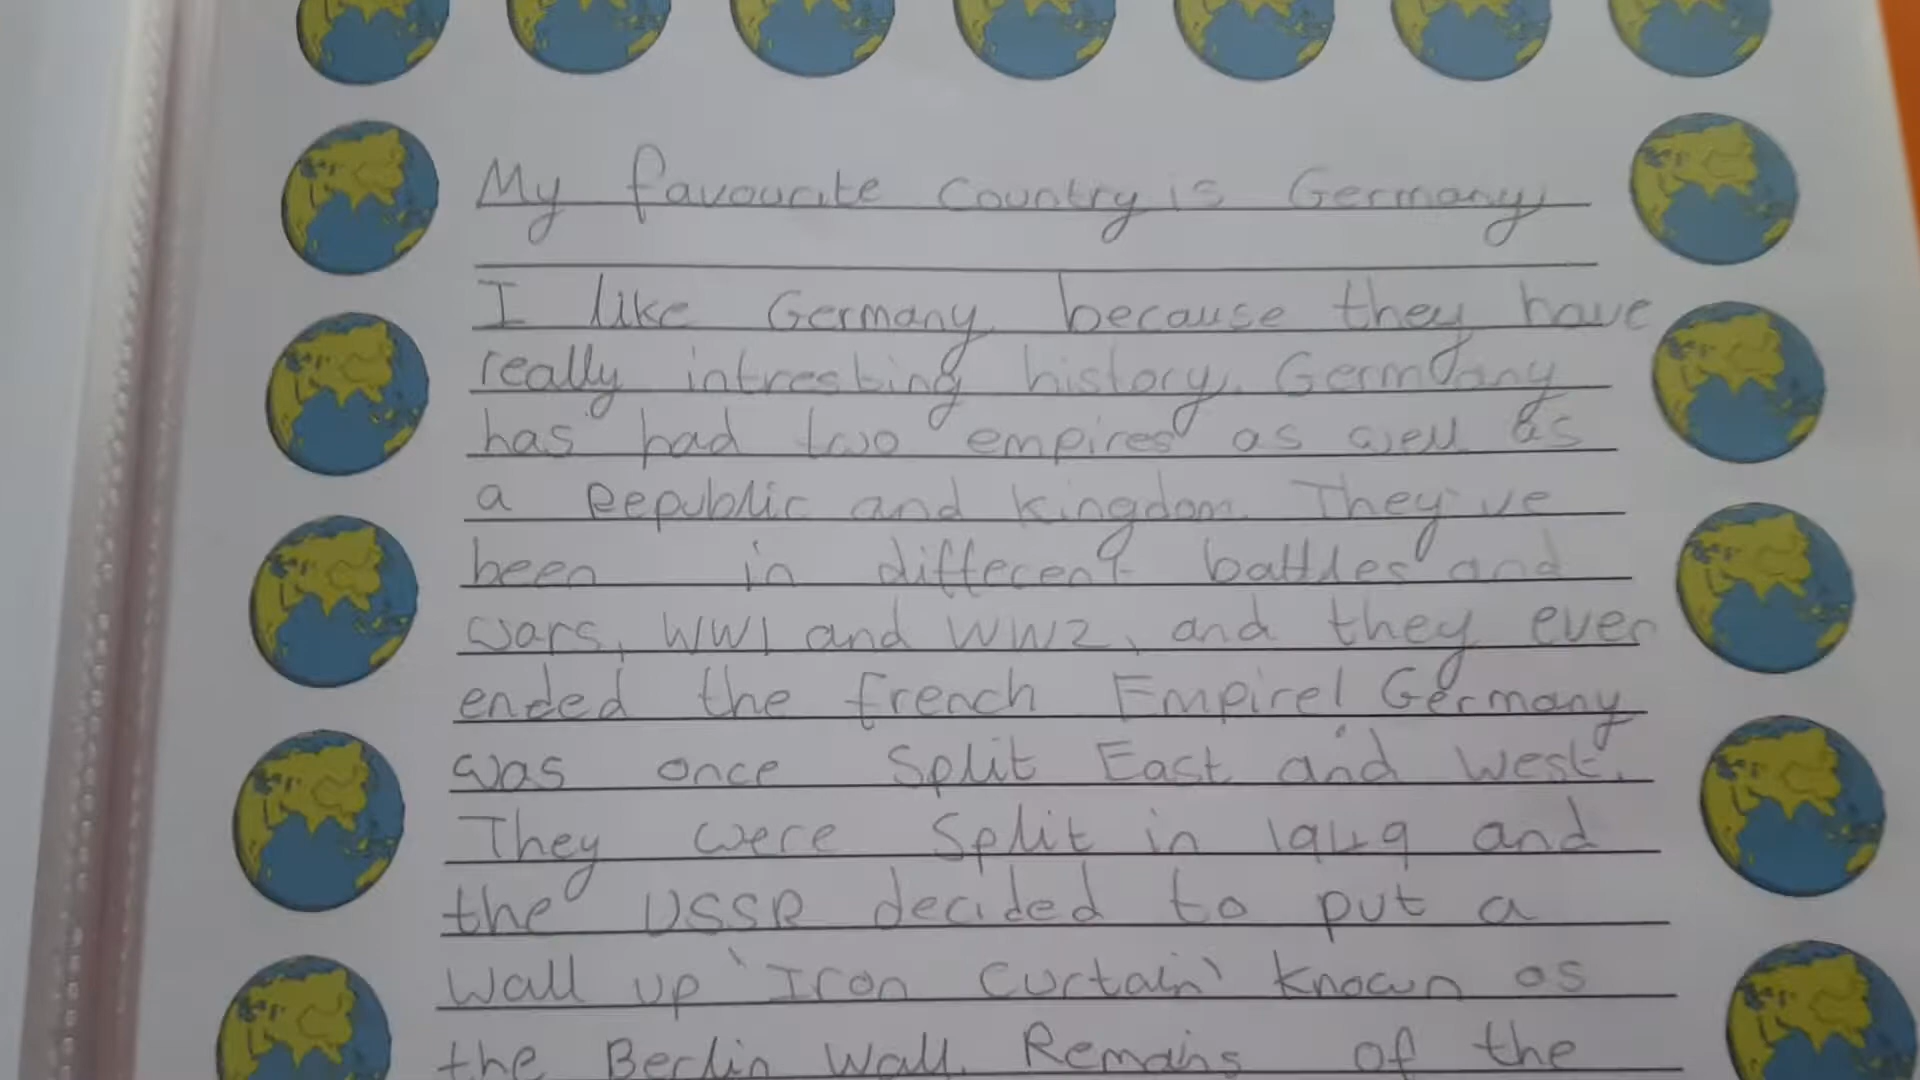 My favourite Country is Germany
I like Germany because they have
really intresting history. Germany
has had two empires as well as
a Republic and kingdom. They've
been in different battles and
wars, WW1 and WW2, and they even
ended the french Empire! Germany
was once Split East and West.
They were Split in 1949 and
the USSR decided to put a
Wall up 'Iron Curtain' known as
the Berlin Wall. Remains of the